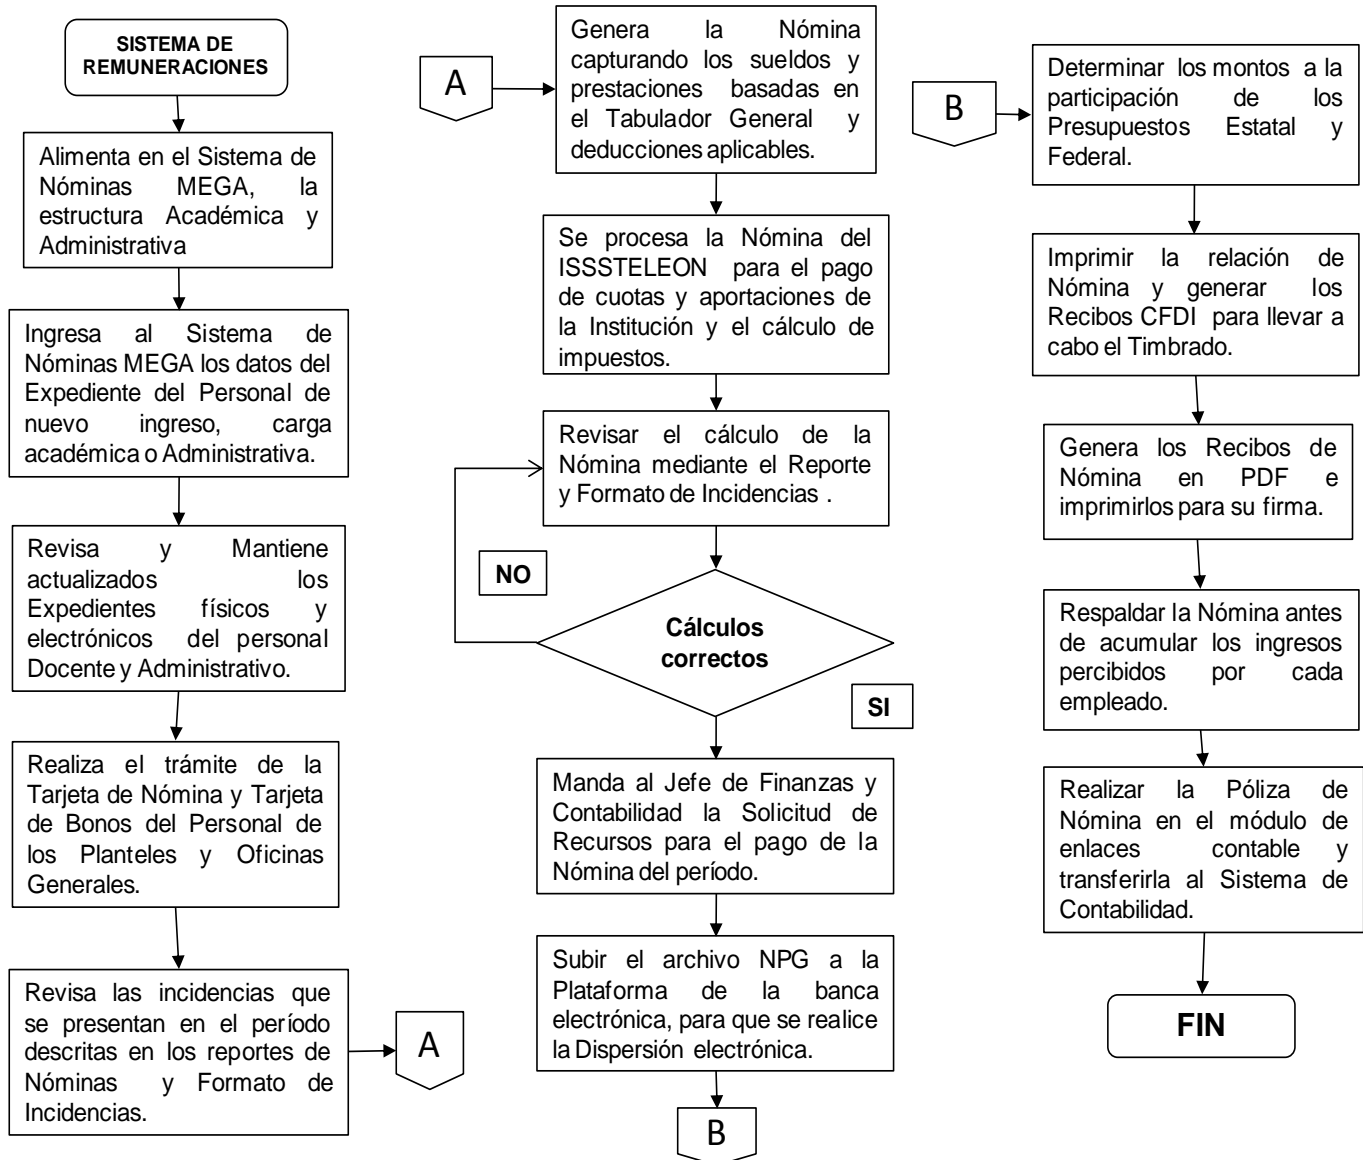 SISTEMA DE
REMUNERACIONES
Alimenta en el Sistema de
Nóminas MEGA, la
estructura Académica y
Administrativa
Ingresa al Sistema de
Nóminas MEGA los datos del
Expediente del Personal de
nuevo ingreso, carga
académica o Administrativa.
Revisa y Mantiene
actualizados los
Expedientes físicos y
electrónicos del personal
Docente y Administrativo.
Realiza el trámite de la
Tarjeta de Nómina y Tarjeta
de Bonos del Personal de
los Planteles y Oficinas
Generales.
Revisa las incidencias que
se presentan en el período
descritas en los reportes de
Nóminas y Formato de
Incidencias.
A
A
Genera la Nómina
capturando los sueldos y
prestaciones basadas en
el Tabulador General y
deducciones aplicables.
Se procesa la Nómina del
ISSSTELEON para el pago
de cuotas y aportaciones de
la Institución y el cálculo de
impuestos.
Revisar el cálculo de la
Nómina mediante el Reporte
y Formato de Incidencias .
NO
Cálculos
correctos
SI
Manda al Jefe de Finanzas y
Contabilidad la Solicitud de
Recursos para el pago de la
Nómina del período.
Subir el archivo NPG a la
Plataforma de la banca
electrónica, para que se realice
la Dispersión electrónica.
B
B
Determinar los montos a la
participación de los
Presupuestos Estatal y
Federal.
Imprimir la relación de
Nómina y generar los
Recibos CFDI para llevar a
cabo el Timbrado.
Genera los Recibos de
Nómina en PDF e
imprimirlos para su firma.
Respaldar la Nómina antes
de acumular los ingresos
percibidos por cada
empleado.
Realizar la Póliza de
Nómina en el módulo de
enlaces contable y
transferirla al Sistema de
Contabilidad.
FIN